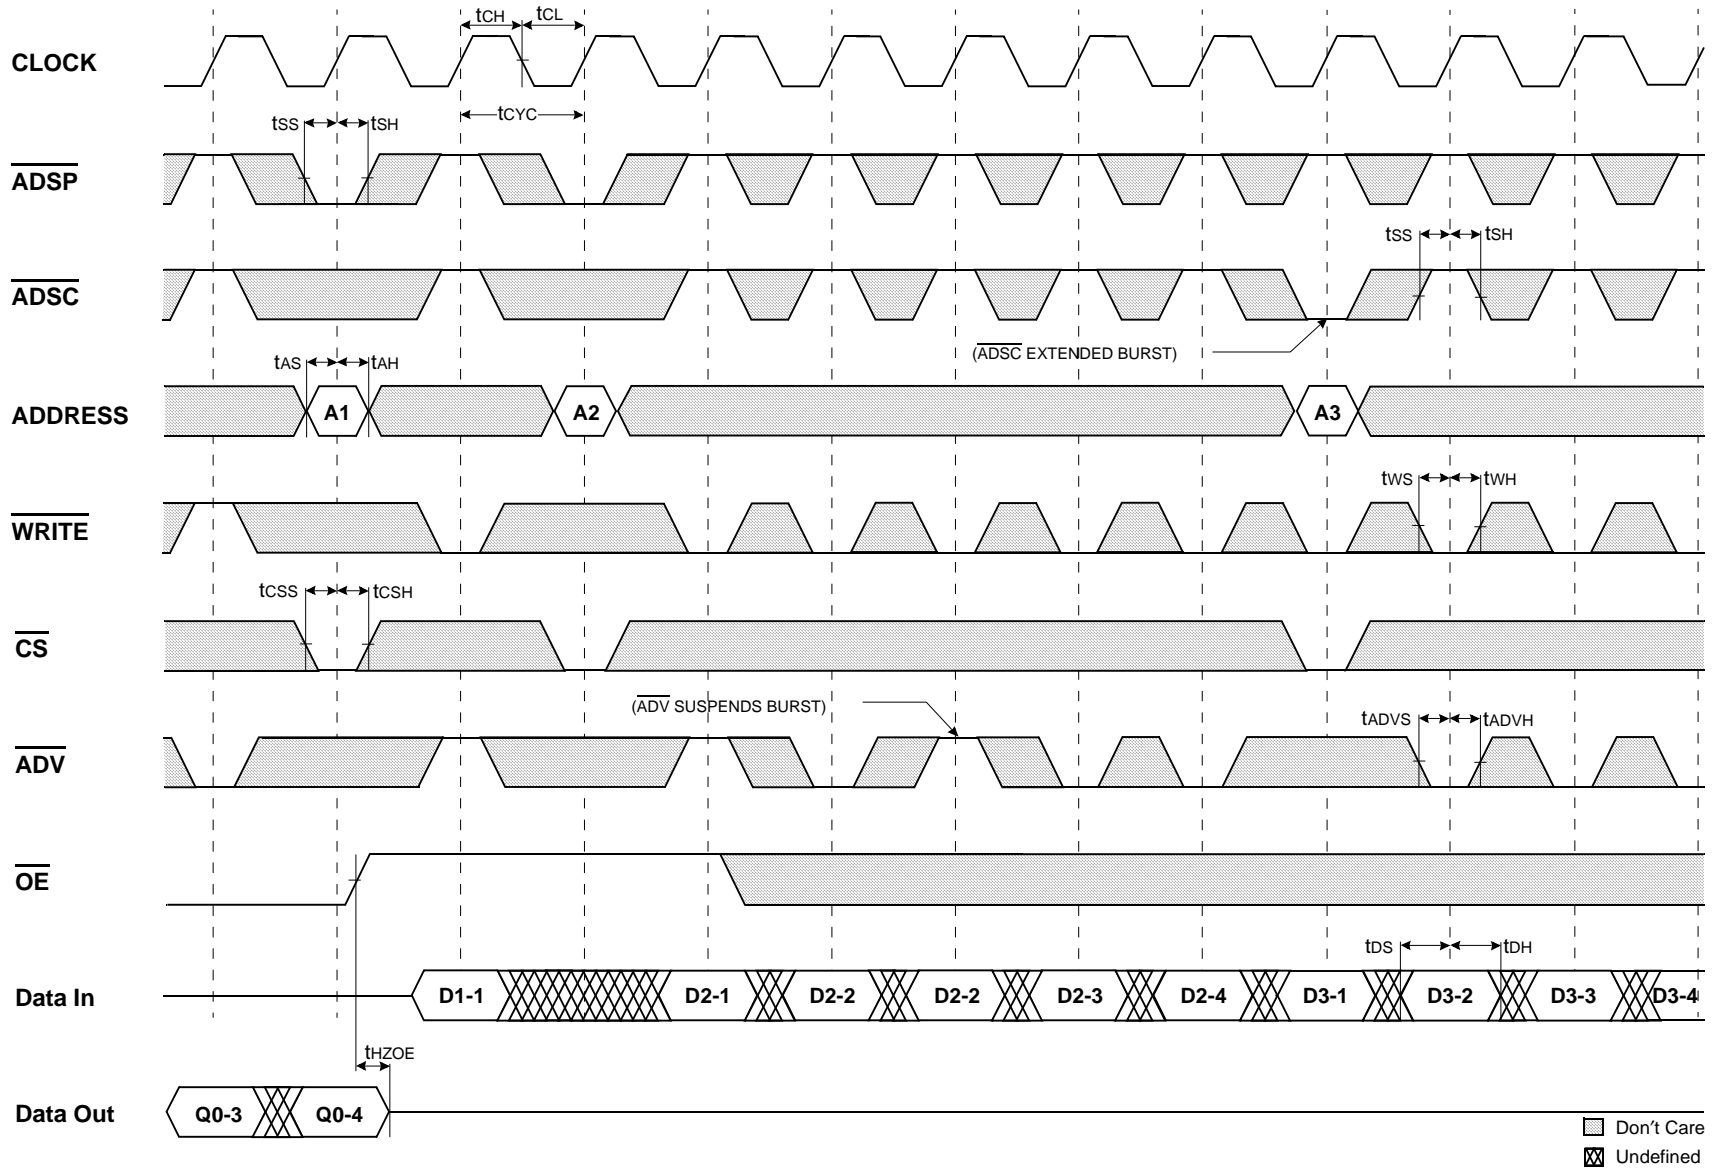 tCH tCL
CLOCK
tCYC
tSS tSH
ADSP
tSS tSH
ADSC
(ADSC EXTENDED BURST)
tAS tAH
ADDRESS A1 A2 A3
tWS tWH
WRITE
tCSS tCSH
CS
(ADV SUSPENDS BURST)
tADVS tADVH
ADV
OE
tDS tDH
Data In D1-1 D2-1 D2-2 D2-2 D2-3 D2-4 D3-1 D3-2 D3-3 D3-4
tHZOE
Data Out Q0-3 Q0-4
Don′t Care
Undefined